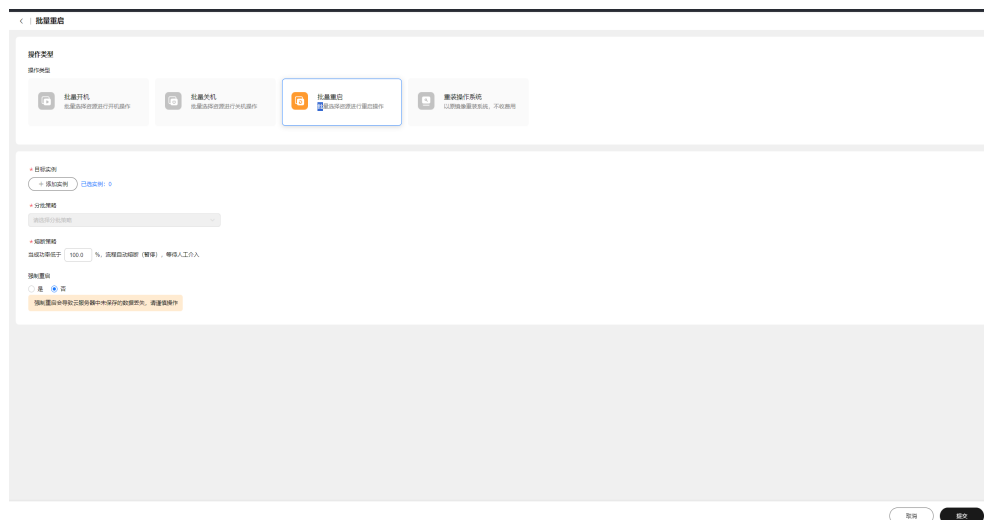 批量重启
操作类型
操作类型
批量开机
批量选择资源进行开机操作
批量关机
批量选择资源进行关机操作
批量重启
批量选择资源进行重启操作
重装操作系统
以原镜像重装系统，不收费用
* 目标实例
+ 添加实例 已选实例：0
* 分批策略
请选择分批策略
* 熔断策略
当成功率低于 100.0 %，流程自动熔断（暂停），等待人工介入
强制重启
是 否
强制重启会导致云服务器中未保存的数据丢失，请谨慎操作
取消 提交